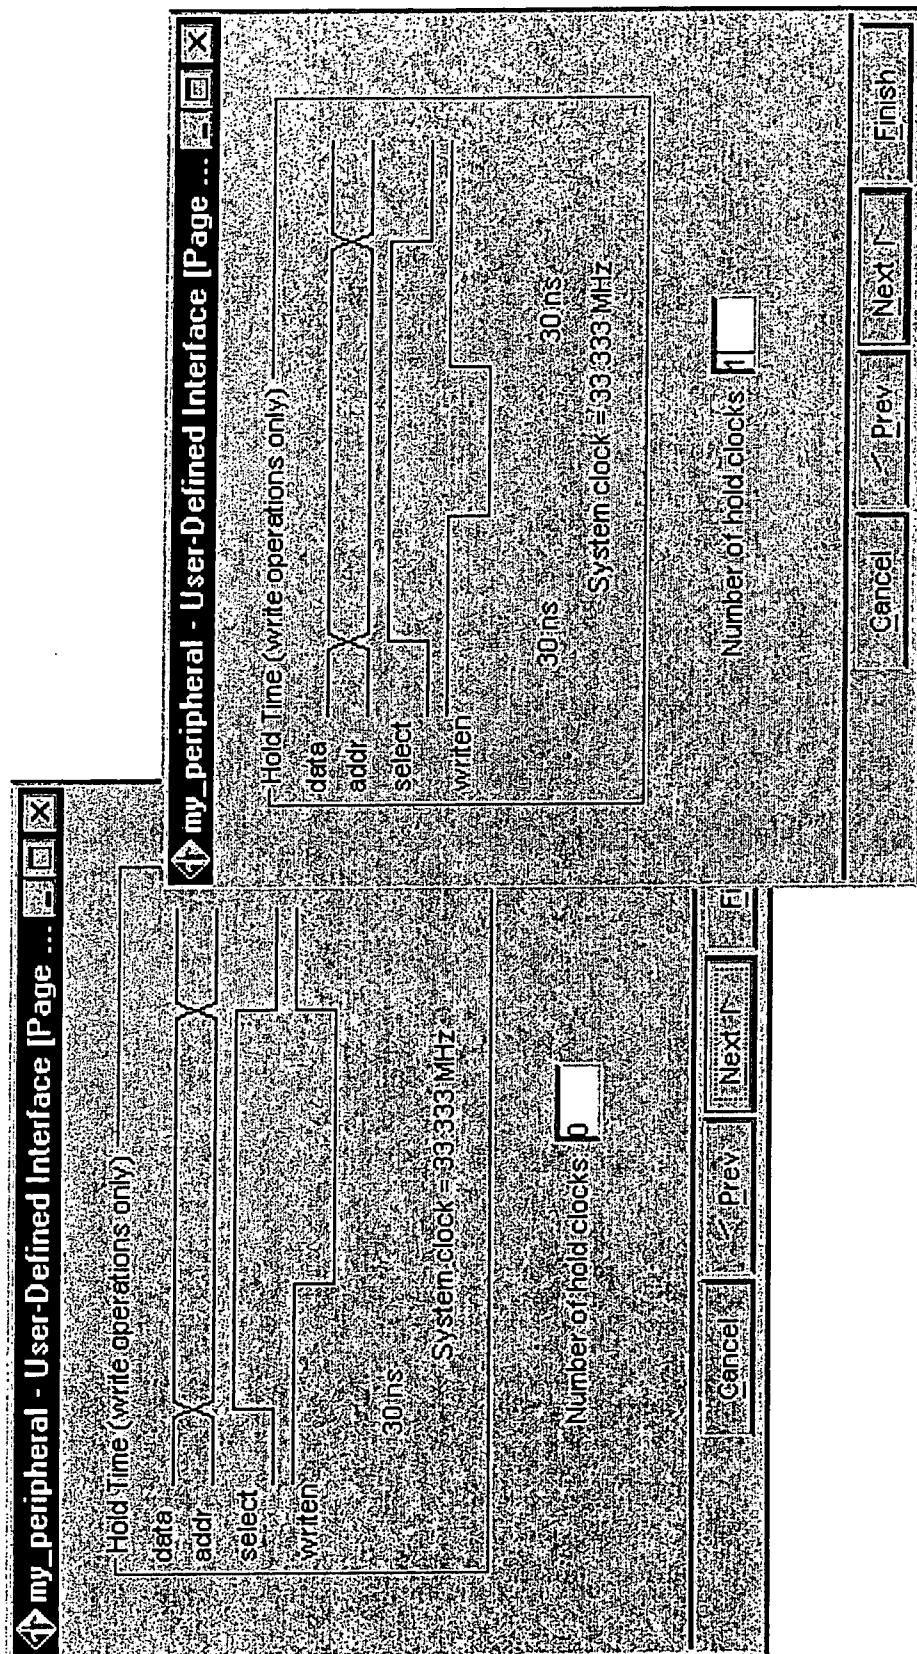 my_peripheral - User-Defined Interface [Page ...
Hold Time (write operations only)
data
addr
select
writen
30 ns
System clock = 33.333 MHz
Number of hold clocks: 0
Cancel
< Prev
Next >
Fi
my_peripheral - User-Defined Interface [Page ...
Hold Time (write operations only)
data
addr
select
writen
30 ns
30 ns
System clock = 33.333 MHz
Number of hold clocks: 1
Cancel
< Prev
Next >
Finish